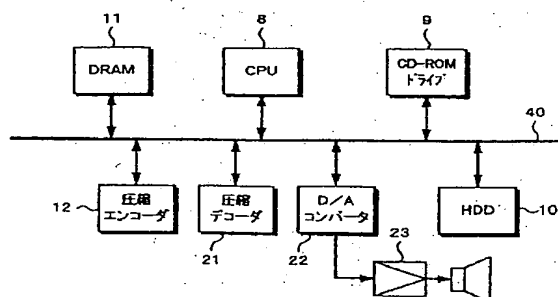 11
8
9
DRAM
CPU
CD-ROM
ドライブ
40
圧縮
エンコーダ
12
圧縮
デコーダ
21
D/A
コンバータ
22
23
HDD
10